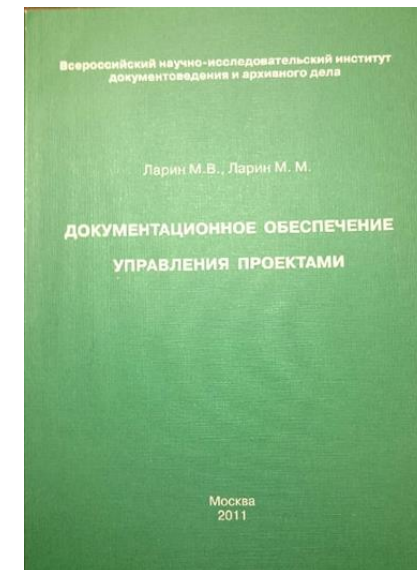 Всероссийский научно-исследовательский институт
документоведения и архивного дела
Ларин М.В., Ларин М. М.
ДОКУМЕНТАЦИОННОЕ ОБЕСПЕЧЕНИЕ
УПРАВЛЕНИЯ ПРОЕКТАМИ
Москва
2011